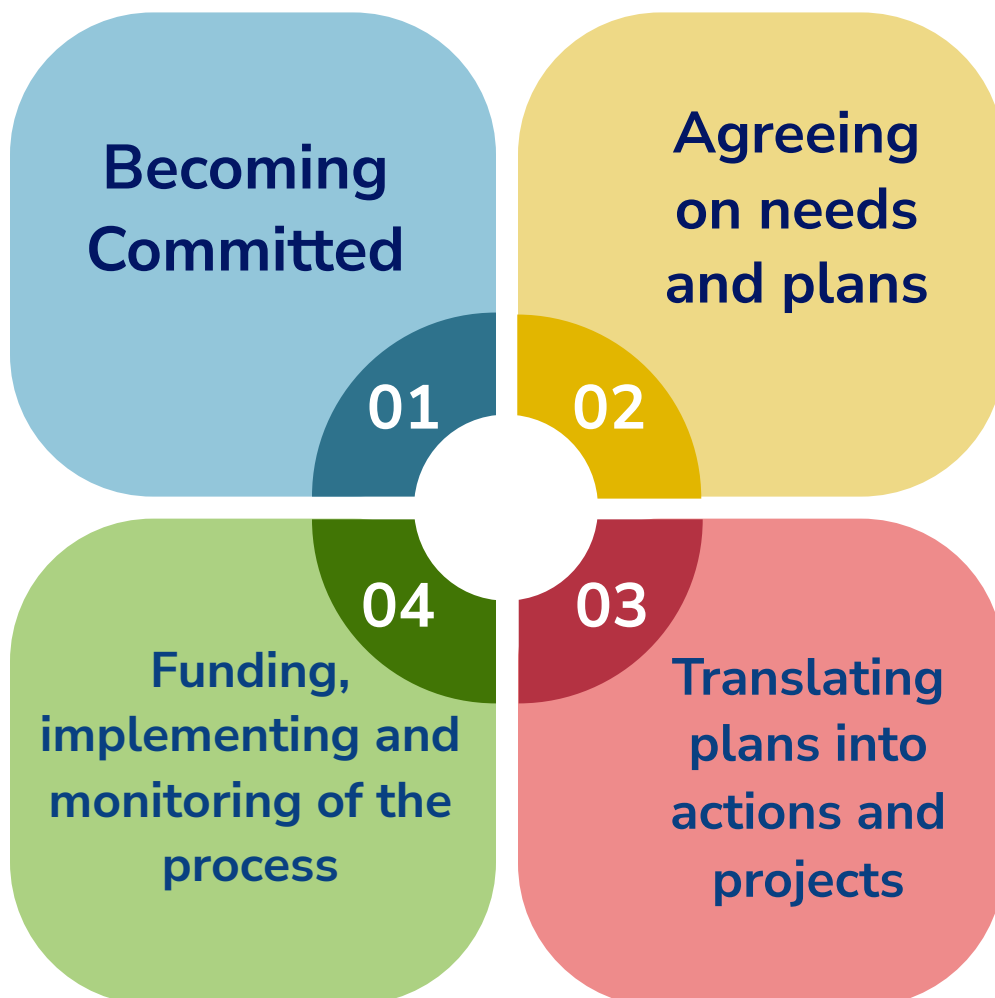 Becoming
Committed
01
Agreeing
on needs
and plans
02
03
Translating
plans into
actions and
projects
04
Funding,
implementing and
monitoring of the
process